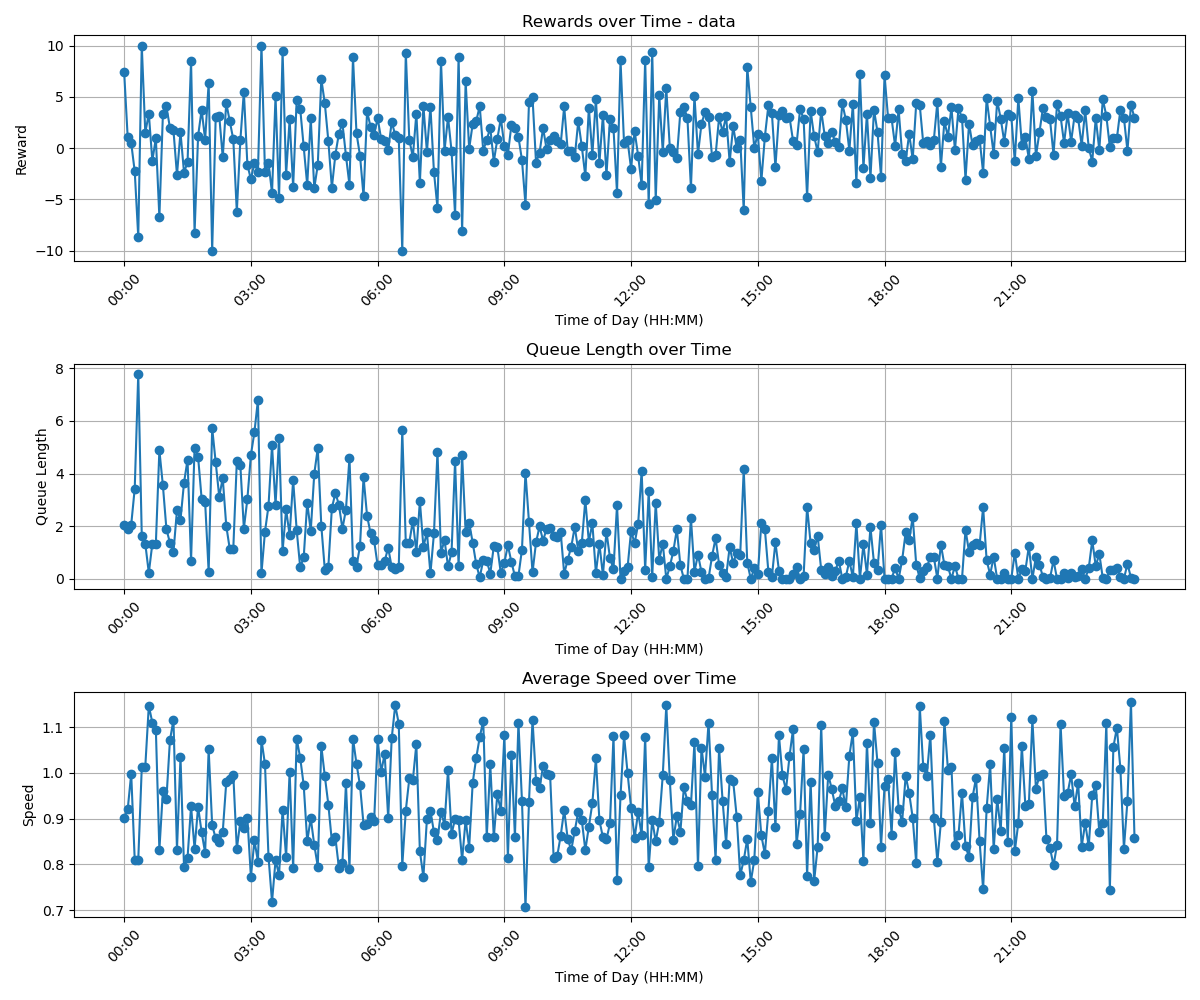 Rewards over Time - data
10
5
0
−5
−10
Reward
00:00 03:00 06:00 09:00 12:00 15:00 18:00 21:00
Time of Day (HH:MM)
Queue Length over Time
8
6
4
2
0
Queue Length
00:00 03:00 06:00 09:00 12:00 15:00 18:00 21:00
Time of Day (HH:MM)
Average Speed over Time
1.1
1.0
0.9
0.8
0.7
Speed
00:00 03:00 06:00 09:00 12:00 15:00 18:00 21:00
Time of Day (HH:MM)